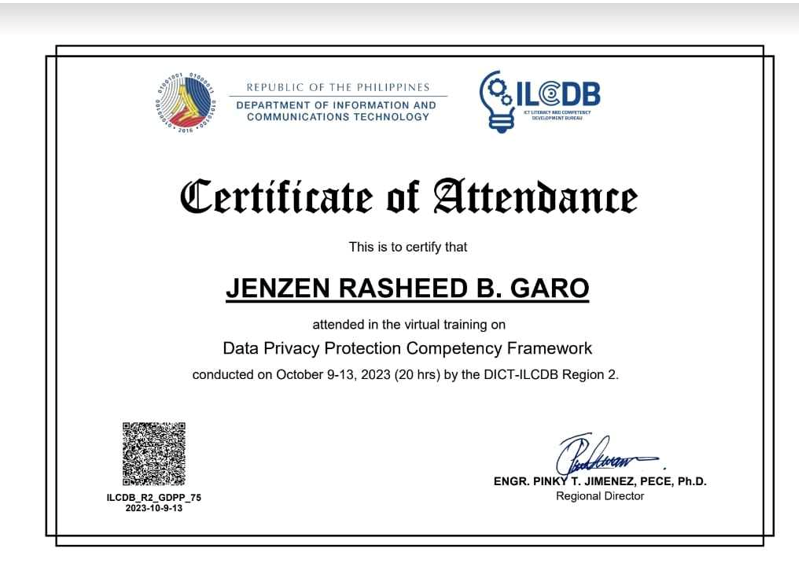 REPUBLIC OF THE PHILIPPINES
DEPARTMENT OF INFORMATION AND
COMMUNICATIONS TECHNOLOGY
2016
ILCDB
ICT LITERACY AND COMPETENCY
DEVELOPMENT BUREAU
Certificate of Attendance
This is to certify that
JENZEN RASHEED B. GARO
attended in the virtual training on
Data Privacy Protection Competency Framework
conducted on October 9-13, 2023 (20 hrs) by the DICT-ILCDB Region 2.
ILCDB_R2_GDPP_75
2023-10-9-13
ENGR. PINKY T. JIMENEZ, PECE, Ph.D.
Regional Director